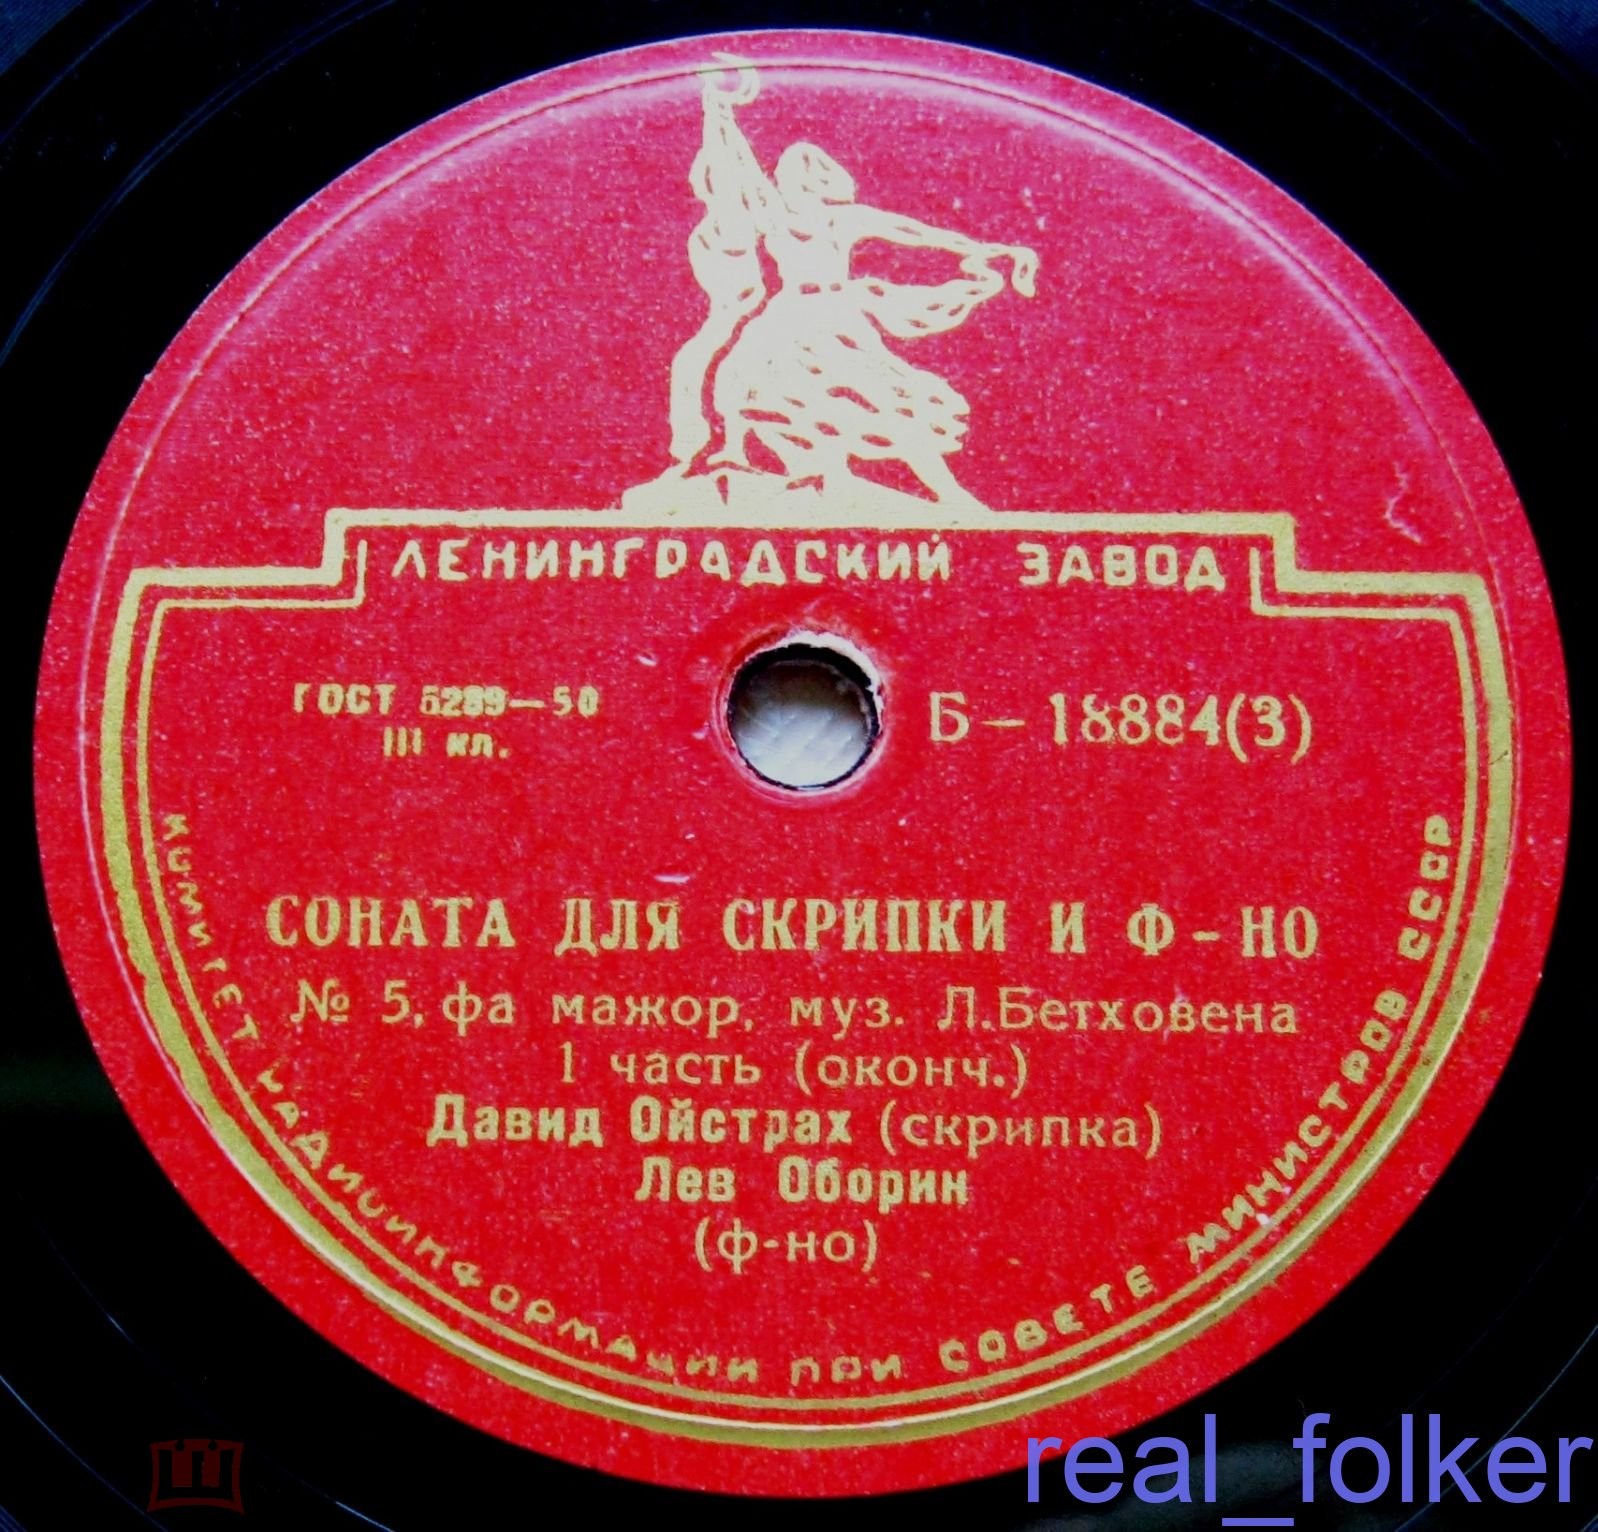 ЛЕНИНГРАДСКИЙ ЗАВОД
ГОСТ 5289—50
III кл.
Б — 18884(3)
СОНАТА ДЛЯ СКРИПКИ И Ф - НО
№ 5, фа мажор, муз. Л.Бетховена
1 часть (оконч.)
Давид Ойстрах (скрипка)
Лев Оборин
(ф-но)
КОМИТЕТ РАДИОИНФОРМАЦИИ ПРИ СОВЕТЕ МИНИСТРОВ СССР
real_folker